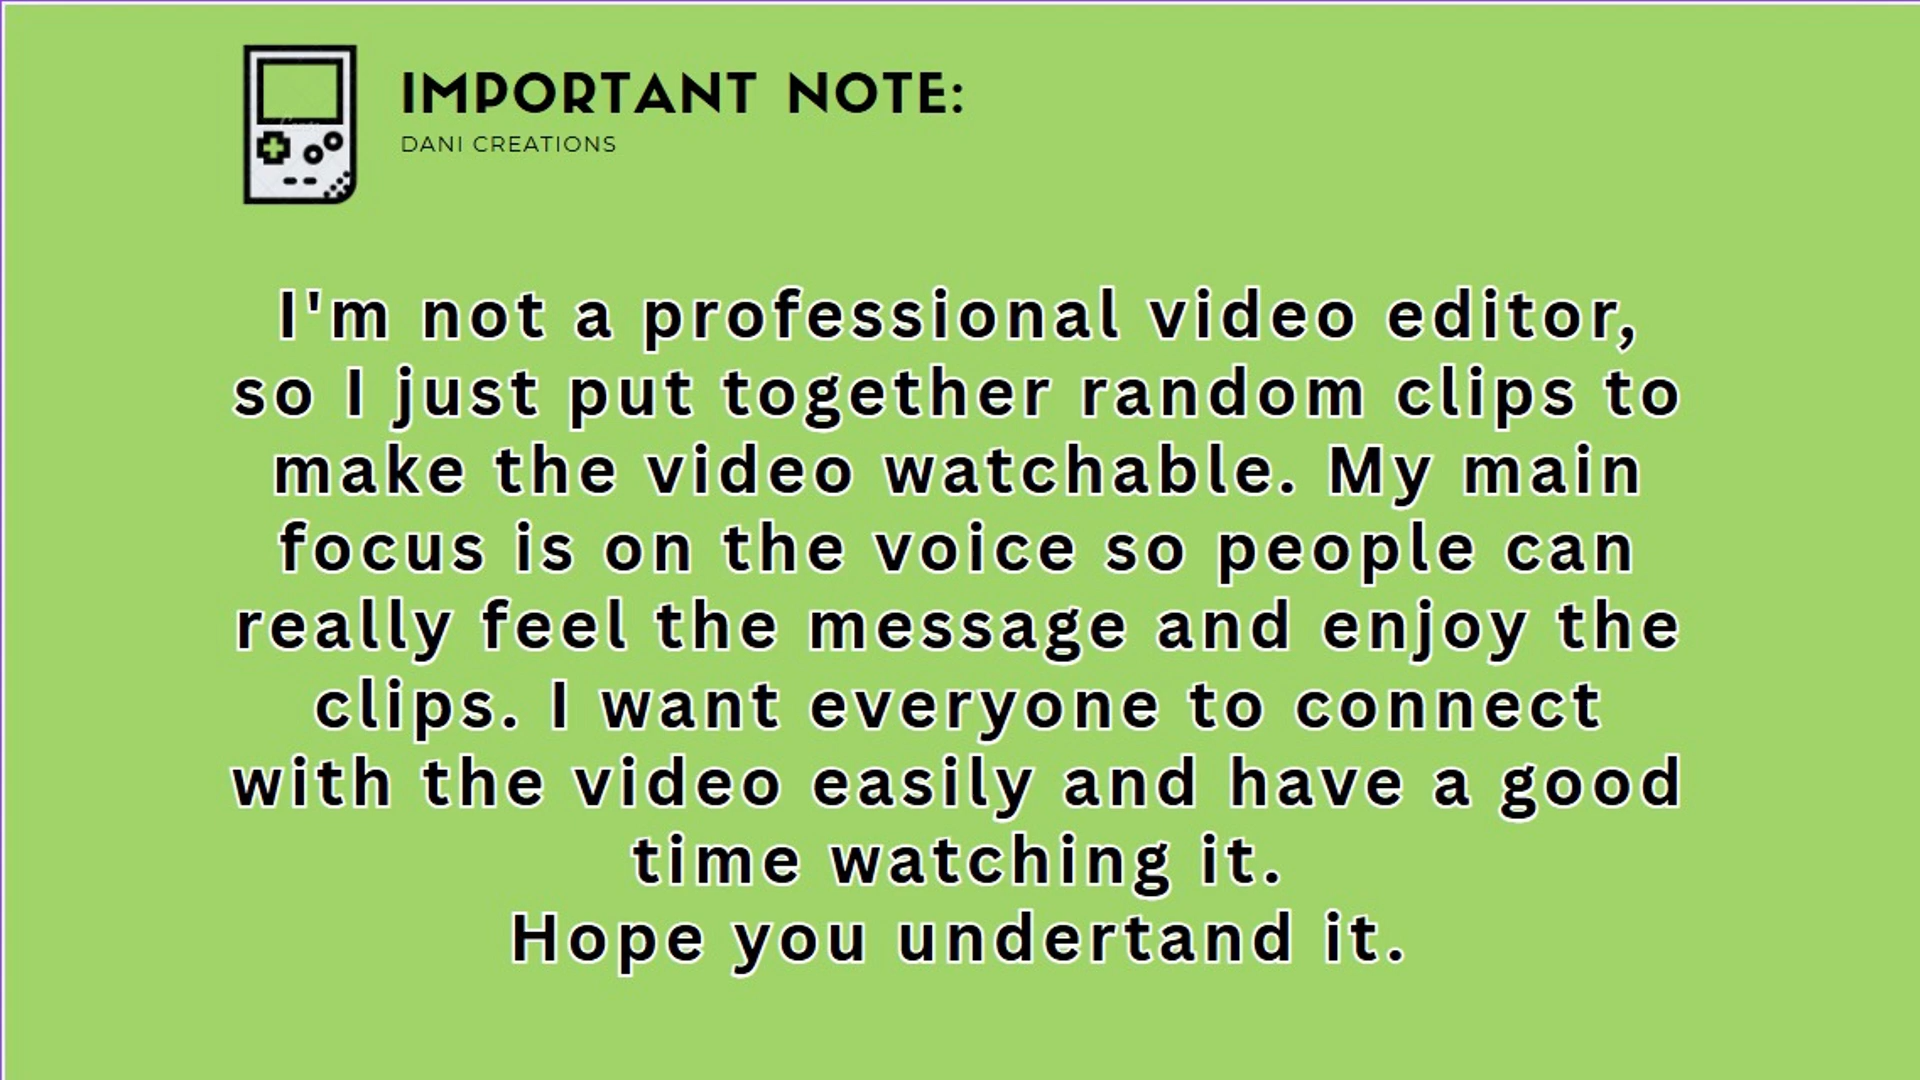 IMPORTANT NOTE:
DANI CREATIONS
I'm not a professional video editor,
so I just put together random clips to
make the video watchable. My main
focus is on the voice so people can
really feel the message and enjoy the
clips. I want everyone to connect
with the video easily and have a good
time watching it.
Hope you undertand it.